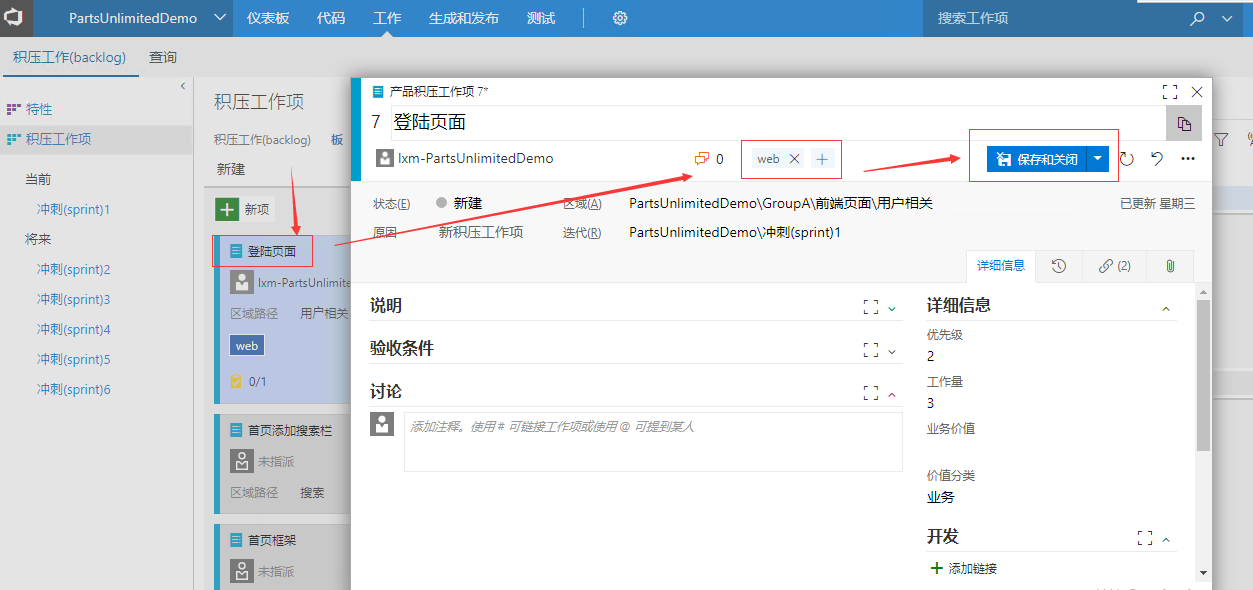 PartsUnlimitedDemo 仪表板 代码 工作 生成和发布 测试 搜索工作项
积压工作(backlog) 查询
特性
积压工作项
当前
冲刺(sprint)1
将来
冲刺(sprint)2
冲刺(sprint)3
冲刺(sprint)4
冲刺(sprint)5
冲刺(sprint)6
积压工作项
积压工作(backlog) 板
新建
新项
登陆页面
lxm-PartsUnlimite
区域路径 用户相关
web
0/1
首页添加搜索栏
未指派
区域路径 搜索
首页框架
未指派
产品积压工作项 7*
7 登陆页面
lxm-PartsUnlimitedDemo 0 web 保存和关闭
状态(E) 新建 区域(A) PartsUnlimitedDemo\GroupA\前端页面\用户相关 已更新 星期三
原因 新积压工作项 迭代(R) PartsUnlimitedDemo\冲刺(sprint)1
详细信息 (2)
说明
验收条件
讨论
添加注释。使用 # 可链接工作项或使用 @ 可提到某人
详细信息
优先级
2
工作量
3
业务价值
价值分类
业务
开发
添加链接